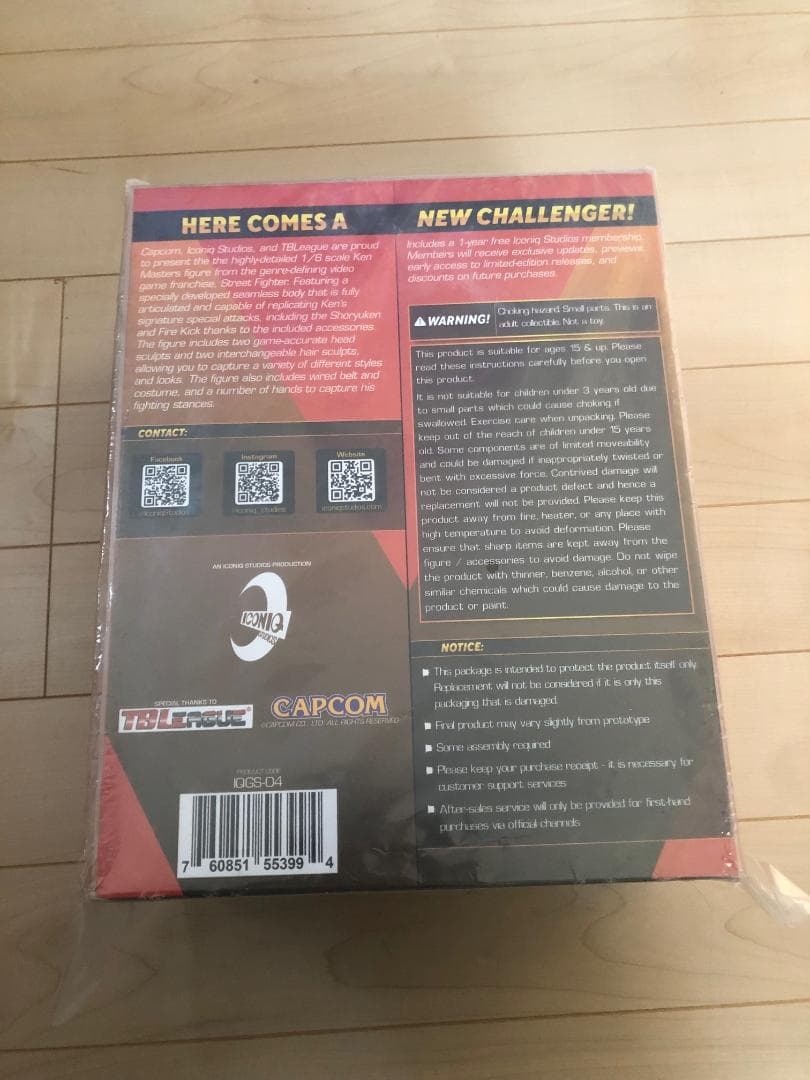 HERE COMES A
Capcom, Iconiq Studios, and TBLeague are proud
to present the the highly-detailed 1/6 scale Ken
Masters figure from the genre-defining video
game franchise, Street Fighter. Featuring a
specially developed seamless body that is fully
articulated and capable of replicating Ken's
signature special attacks, including the Shoryuken
and Fire Kick thanks to the included accessories.
The figure includes two game-accurate head
sculpts and two interchangeable hair sculpts,
allowing you to capture a variety of different styles
and looks. The figure also includes wired belt and
costume, and a number of hands to capture his
fighting stances.
CONTACT:
Facebook
Instagram
Website
@iconiqstudios
@iconiq_studios
iconiqstudios.com
AN ICONIQ STUDIOS PRODUCTION
ICONIQ
STUDIOS
SPECIAL THANKS TO
TBLEAGUE
CAPCOM
©CAPCOM CO., LTD. ALL RIGHTS RESERVED.
PRODUCT CODE
IQGS-04
7 60851 55399 4
NEW CHALLENGER!
Includes a 1-year free Iconiq Studios membership.
Members will receive exclusive updates, previews,
early access to limited-edition releases, and
discounts on future purchases.
WARNING!
Choking hazard. Small parts. This is an
adult collectible. Not a toy.
This product is suitable for ages 15 & up. Please
read these instructions carefully before you open
this product.
It is not suitable for children under 3 years old due
to small parts which could cause choking if
swallowed. Exercise care when unpacking. Please
keep out of the reach of children under 15 years
old. Some components are of limited moveability
and could be damaged if inappropriately twisted or
bent with excessive force. Contrived damage will
not be considered a product defect and hence a
replacement will not be provided. Please keep this
product away from fire, heater, or any place with
high temperature to avoid deformation. Please
ensure that sharp items are kept away from the
figure / accessories to avoid damage. Do not wipe
the product with thinner, benzene, alcohol, or other
similar chemicals which could cause damage to the
product or paint.
NOTICE:
This package is intended to protect the product itself only.
Replacement will not be considered if it is only this
packaging that is damaged.
Final product may vary slightly from prototype
Some assembly required
Please keep your purchase receipt - it is necessary for
customer support services
After-sales service will only be provided for first-hand
purchases via official channels